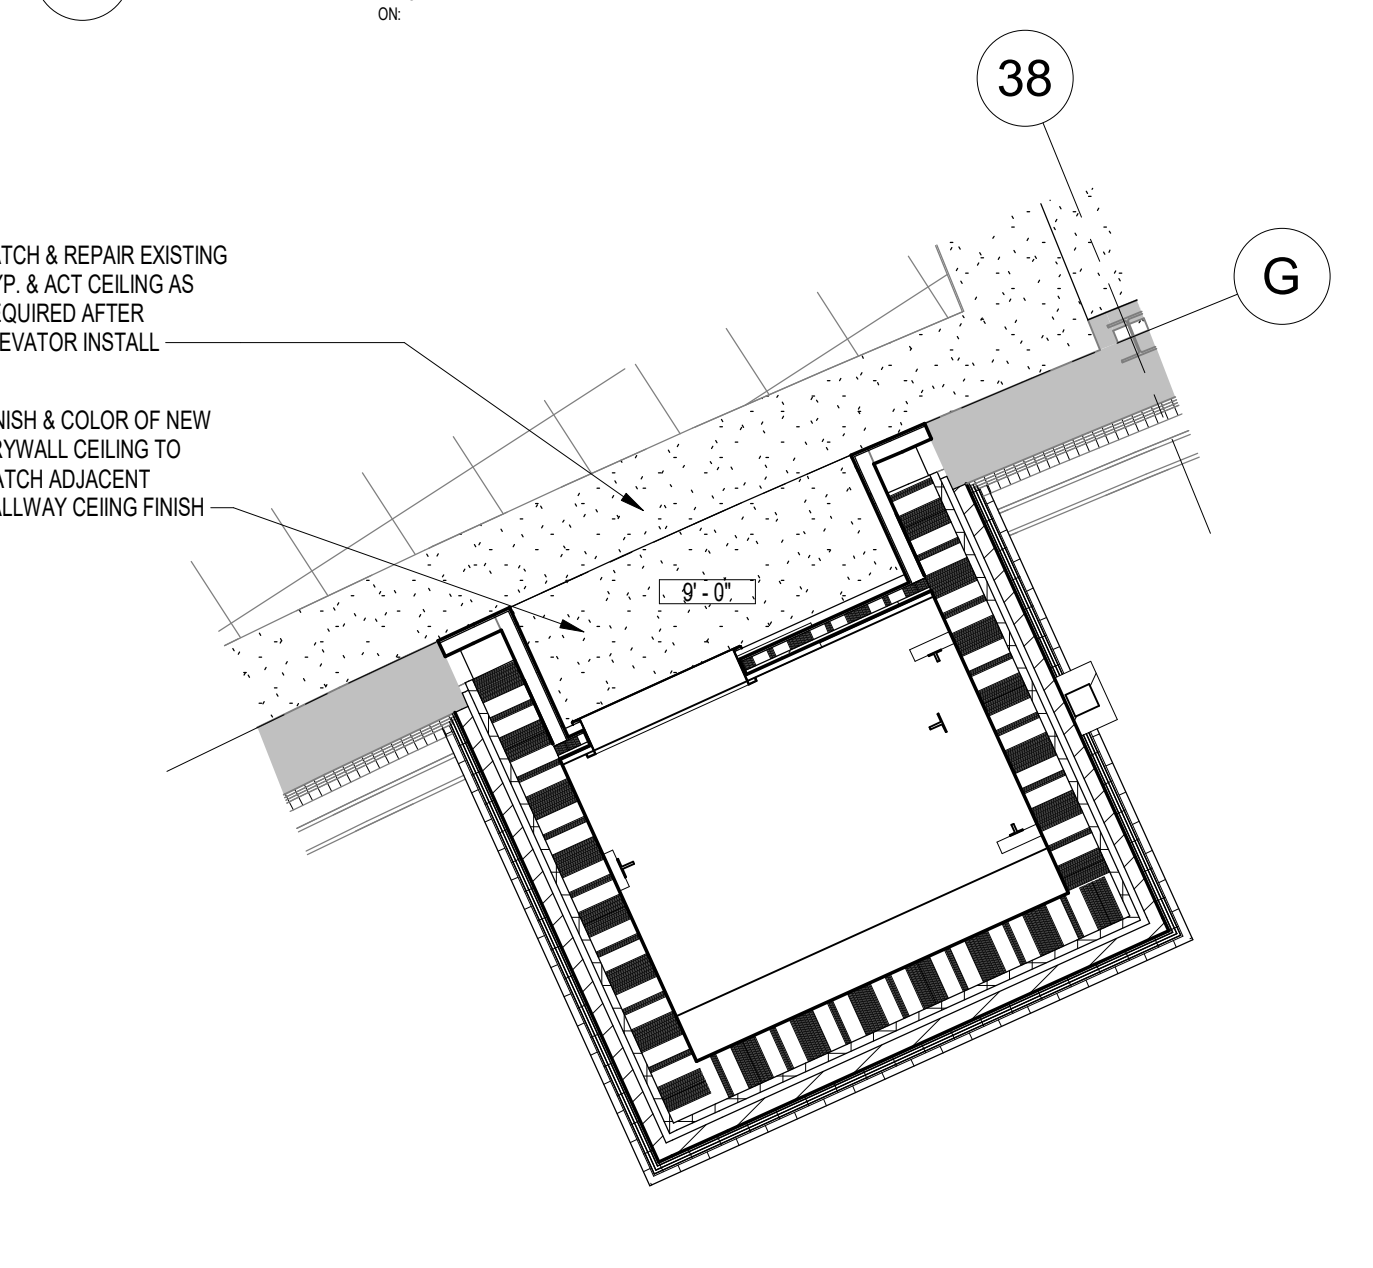 ON:
38
G
ATCH & REPAIR EXISTING
YP. & ACT CEILING AS
EQUIRED AFTER
EVATOR INSTALL
NISH & COLOR OF NEW
RYWALL CEILING TO
ATCH ADJACENT
ALLWAY CEIING FINISH
9' - 0"